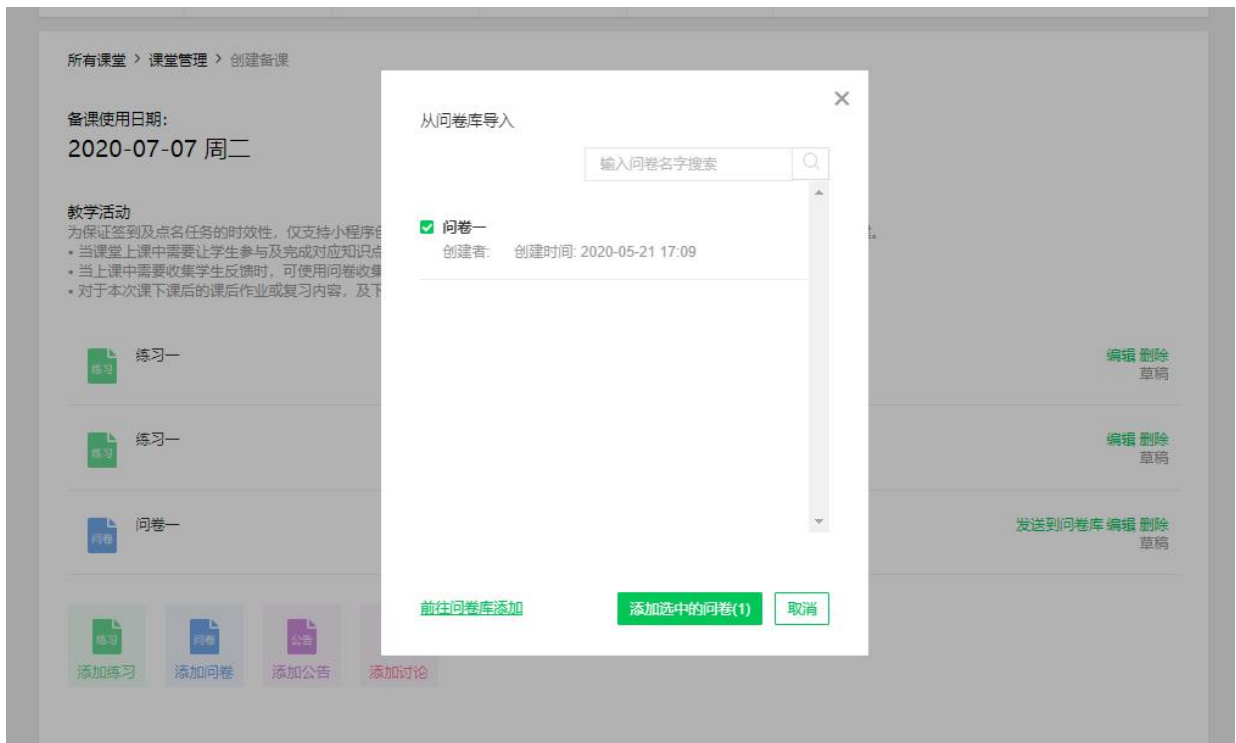 所有课堂 > 课堂管理 > 创建备课
备课使用日期：
2020-07-07 周二
教学活动
为保证签到及点名任务的时效性，仅支持小程序
• 当课堂上课中需要让学生参与及完成对应知识点
• 当上课中需要收集学生反馈时，可使用问卷收集
• 对于本次课下课后的课后作业或复习内容，及下
练习
练习一
编辑 删除
草稿
练习
练习一
编辑 删除
草稿
问卷
问卷一
发送到问卷库 编辑 删除
草稿
练习
问卷
公告
添加练习
添加问卷
添加公告
添加讨论
从问卷库导入
输入问卷名字搜索
问卷一
创建者: 创建时间: 2020-05-21 17:09
前往问卷库添加
添加选中的问卷(1)
取消